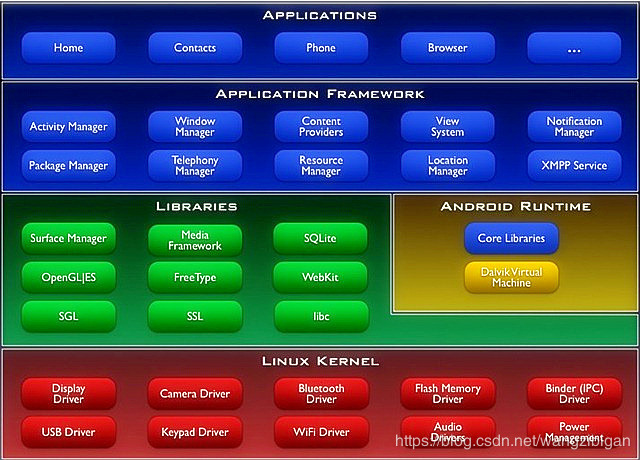 APPLICATIONS
Home
Contacts
Phone
Browser
...
APPLICATION FRAMEWORK
Activity Manager
Window
Manager
Content
Providers
View
System
Notification
Manager
Package Manager
Telephony
Manager
Resource
Manager
Location
Manager
XMPP Service
LIBRARIES
Surface Manager
Media
Framework
SQLite
OpenGL|ES
FreeType
WebKit
SGL
SSL
libc
ANDROID RUNTIME
Core Libraries
Dalvik Virtual
Machine
LINUX KERNEL
Display
Driver
Camera Driver
Bluetooth
Driver
Flash Memory
Driver
Binder (IPC)
Driver
USB Driver
Keypad Driver
WiFi Driver
Audio
Drivers
Power
Management
https://blog.csdn.net/wangzibigan